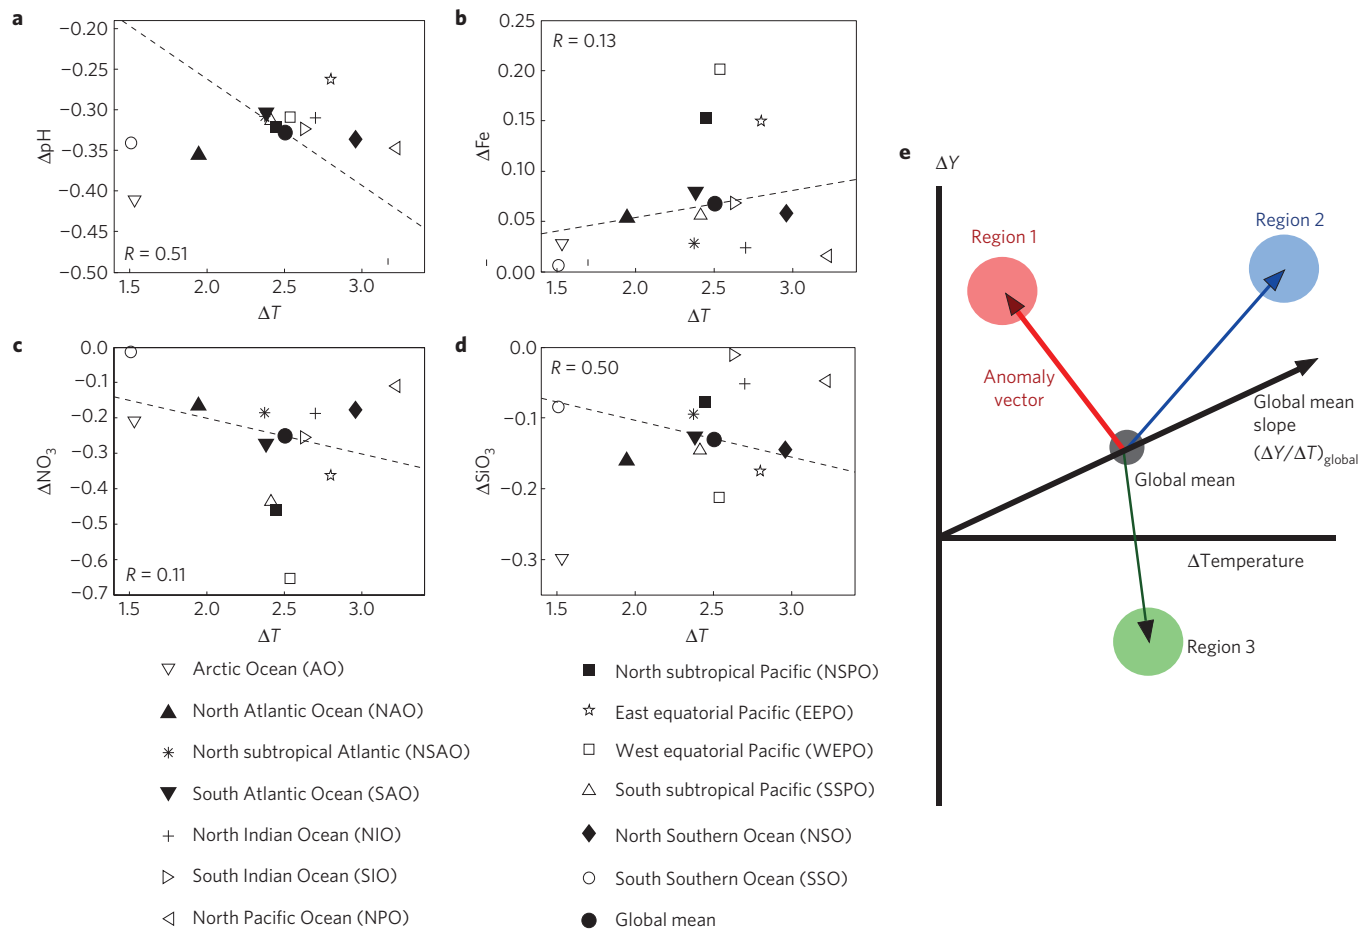 a
−0.20
−0.30
−0.35
−0.40
−0.50
ΔpH
R = 0.51
1.5 2.0 2.5 3.0
ΔT
b
0.25
0.20
0.15
0.10
0.05
0.00
ΔFe
R = 0.13
1.5 2.0 2.5 3.0
ΔT
c
0.0
−0.1
−0.2
−0.3
−0.4
−0.5
−0.6
−0.7
ΔNO3
R = 0.11
1.5 2.0 2.5 3.0
ΔT
d
0.0
−0.1
−0.2
−0.3
ΔSiO3
R = 0.50
1.5 2.0 2.5 3.0
ΔT
Arctic Ocean (AO)
North Atlantic Ocean (NAO)
North subtropical Atlantic (NSAO)
South Atlantic Ocean (SAO)
North Indian Ocean (NIO)
South Indian Ocean (SIO)
North Pacific Ocean (NPO)
North subtropical Pacific (NSPO)
East equatorial Pacific (EEPO)
West equatorial Pacific (WEPO)
South subtropical Pacific (SSPO)
North Southern Ocean (NSO)
South Southern Ocean (SSO)
Global mean
e
ΔY
Region 1
Region 2
Anomaly
vector
Global mean
slope
(ΔY/ΔT)global
Global mean
ΔTemperature
Region 3